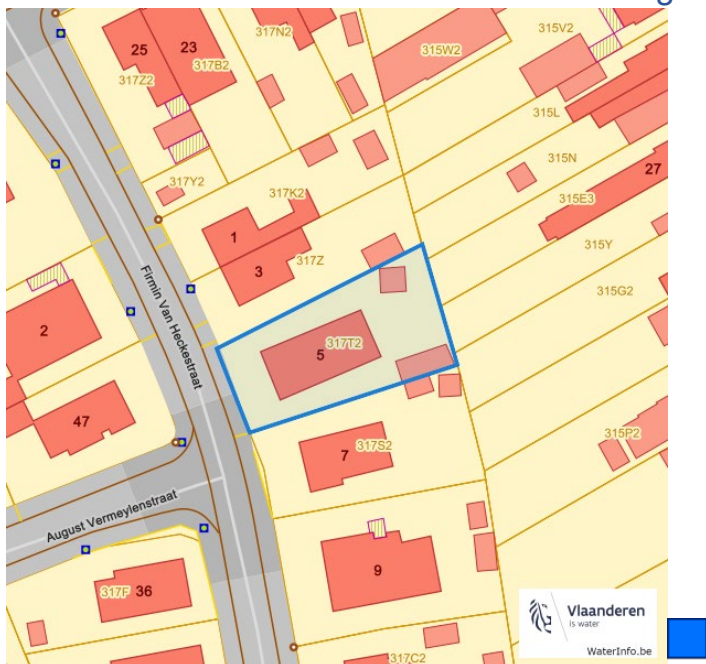 25
23
317N2
315V2
315W2
317Z2
317B2
315L
315N
27
317Y2
317K2
315E3
1
3
317Z
315Y
315G2
Firmin Van Heckestraat
2
317T2
5
47
7
317S2
315P2
August Vermeylenstraat
9
317F
36
317C2
Vlaanderen
is water
WaterInfo.be